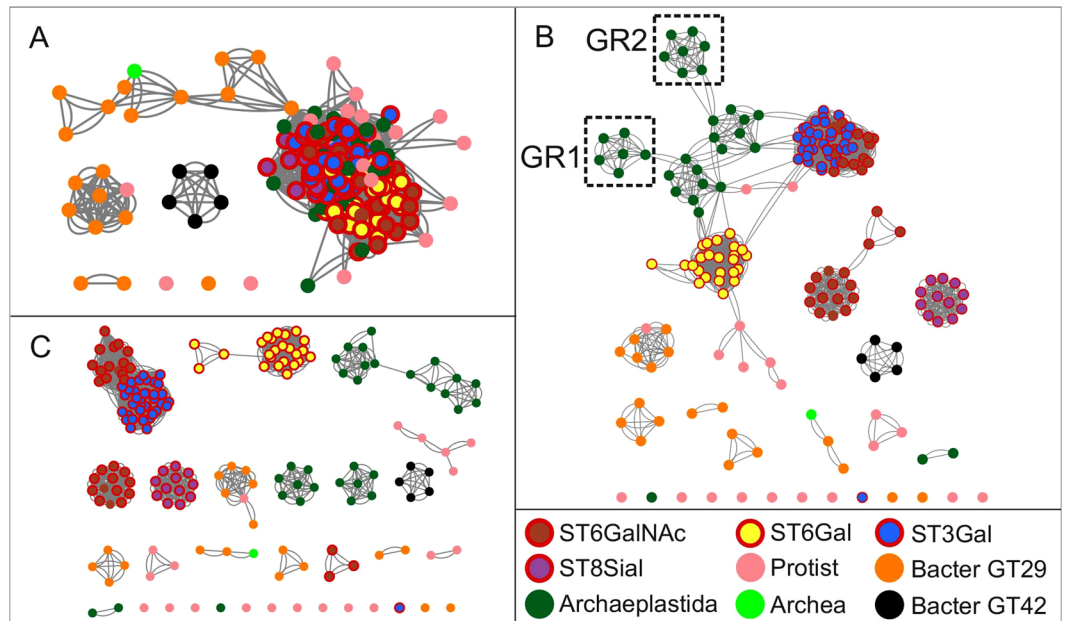 A
B
GR2
GR1
C
ST6GalNAc
ST6Gal
ST3Gal
ST8Sial
Protist
Bacter GT29
Archaeplastida
Archea
Bacter GT42